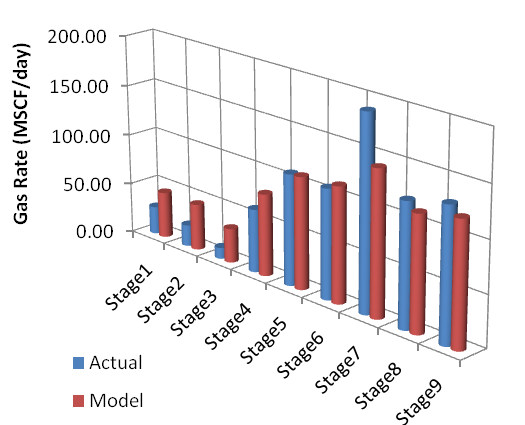 Gas Rate (MSCF/day)
200.00
150.00
100.00
50.00
0.00
Stage1
Stage2
Stage3
Stage4
Stage5
Stage6
Stage7
Stage8
Stage9
Actual
Model